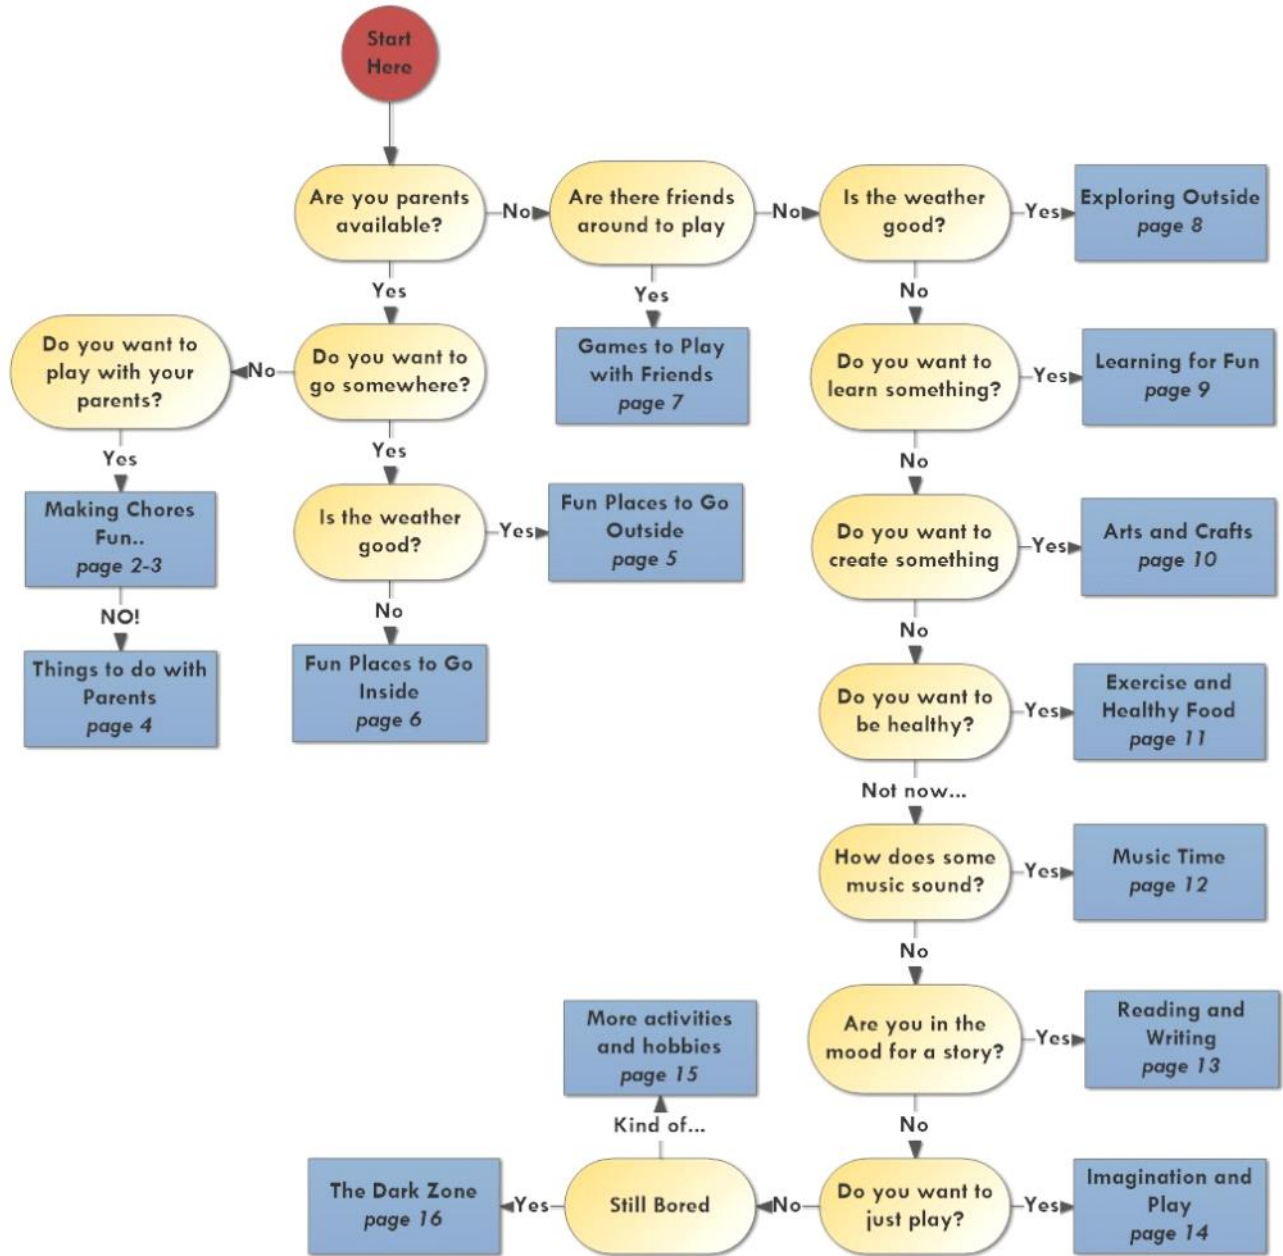 Start
Here
Are you parents
available?
No
Are there friends
around to play
No
Is the weather
good?
Yes
Exploring Outside
page 8
Yes
Yes
No
Do you want to
play with your
parents?
No
Do you want to
go somewhere?
Games to Play
with Friends
page 7
Do you want to
learn something?
Yes
Learning for Fun
page 9
Yes
Yes
No
Making Chores
Fun..
page 2-3
Is the weather
good?
Yes
Fun Places to Go
Outside
page 5
Do you want to
create something
Yes
Arts and Crafts
page 10
NO!
No
No
Things to do with
Parents
page 4
Fun Places to Go
Inside
page 6
Do you want to
be healthy?
Yes
Exercise and
Healthy Food
page 11
Not now...
How does some
music sound?
Yes
Music Time
page 12
No
Are you in the
mood for a story?
Yes
Reading and
Writing
page 13
More activities
and hobbies
page 15
Kind of...
No
The Dark Zone
page 16
Yes
Still Bored
No
Do you want to
just play?
Yes
Imagination and
Play
page 14